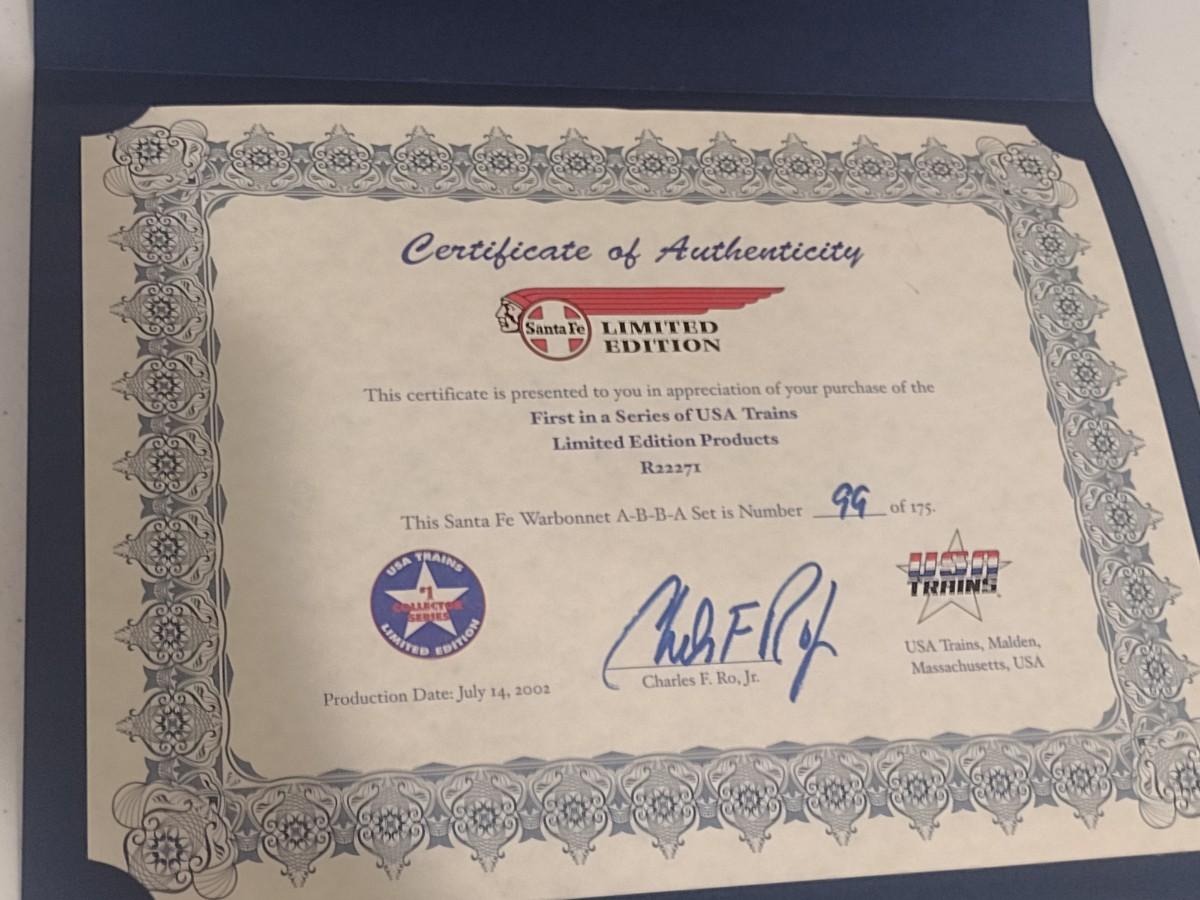 Certificate of Authenticity
Santa Fe
LIMITED
EDITION
This certificate is presented to you in appreciation of your purchase of the
First in a Series of USA Trains
Limited Edition Products
R22271
This Santa Fe Warbonnet A-B-B-A Set is Number 99 of 175.
USA TRAINS
#1
COLLECTOR
SERIES
LIMITED EDITION
Production Date: July 14, 2002
Charles F. Ro, Jr.
USA
TRAINS
USA Trains, Malden,
Massachusetts, USA